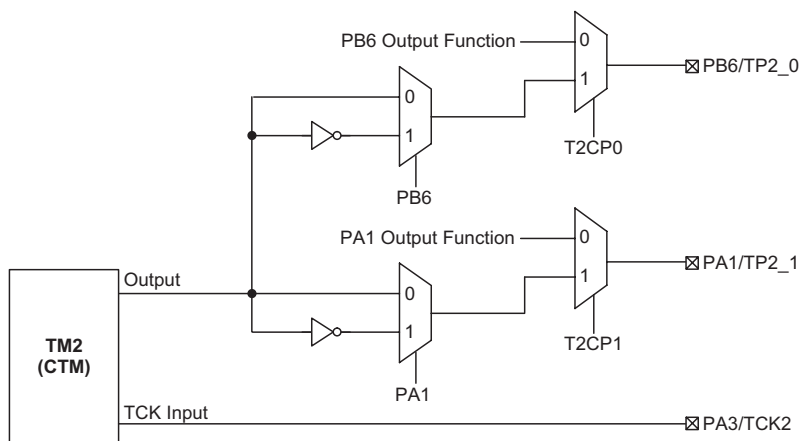 PB6 Output Function
0
1
PB6/TP2_0
T2CP0
0
1
PB6
PA1 Output Function
0
1
PA1/TP2_1
T2CP1
Output
0
1
PA1
TM2
(CTM)
TCK Input
PA3/TCK2